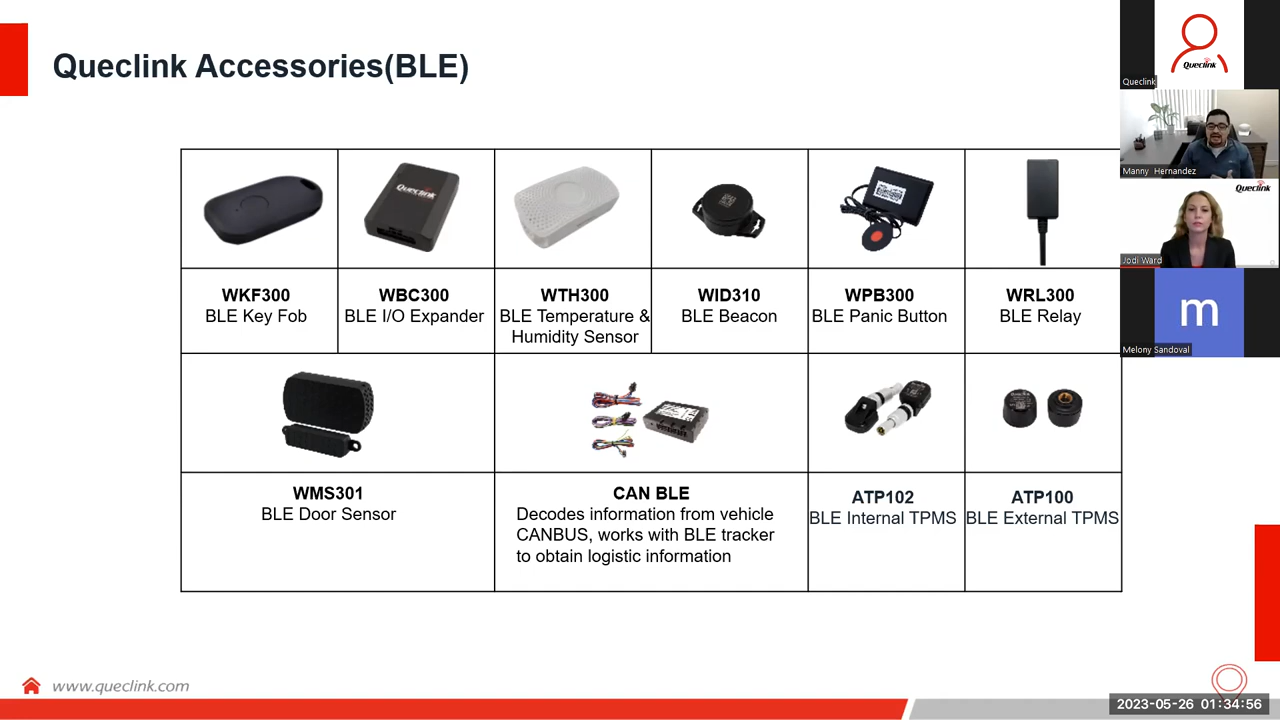 Queclink Accessories(BLE)
Queclink
Queclink
Manny Hernandez
Queclink
Jodi Ward
m
Melony Sandoval
Queclink
WKF300
BLE Key Fob
WBC300
BLE I/O Expander
WTH300
BLE Temperature &
Humidity Sensor
WID310
BLE Beacon
WPB300
BLE Panic Button
WRL300
BLE Relay
WMS301
BLE Door Sensor
CAN BLE
Decodes information from vehicle
CANBUS, works with BLE tracker
to obtain logistic information
ATP102
BLE Internal TPMS
ATP100
BLE External TPMS
www.queclink.com
2023-05-26 01:34:56